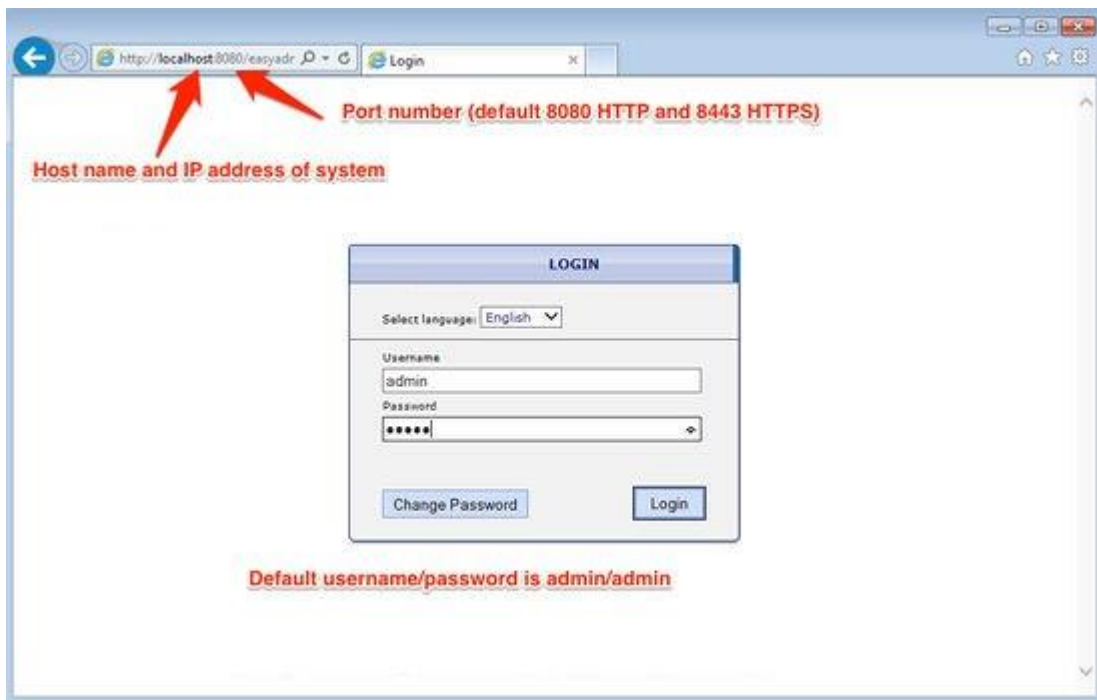 http://localhost:8080/easyadr
Login
Port number (default 8080 HTTP and 8443 HTTPS)
Host name and IP address of system
LOGIN
Select language: English
Username
admin
Password
•••••
Change Password Login
Default username/password is admin/admin